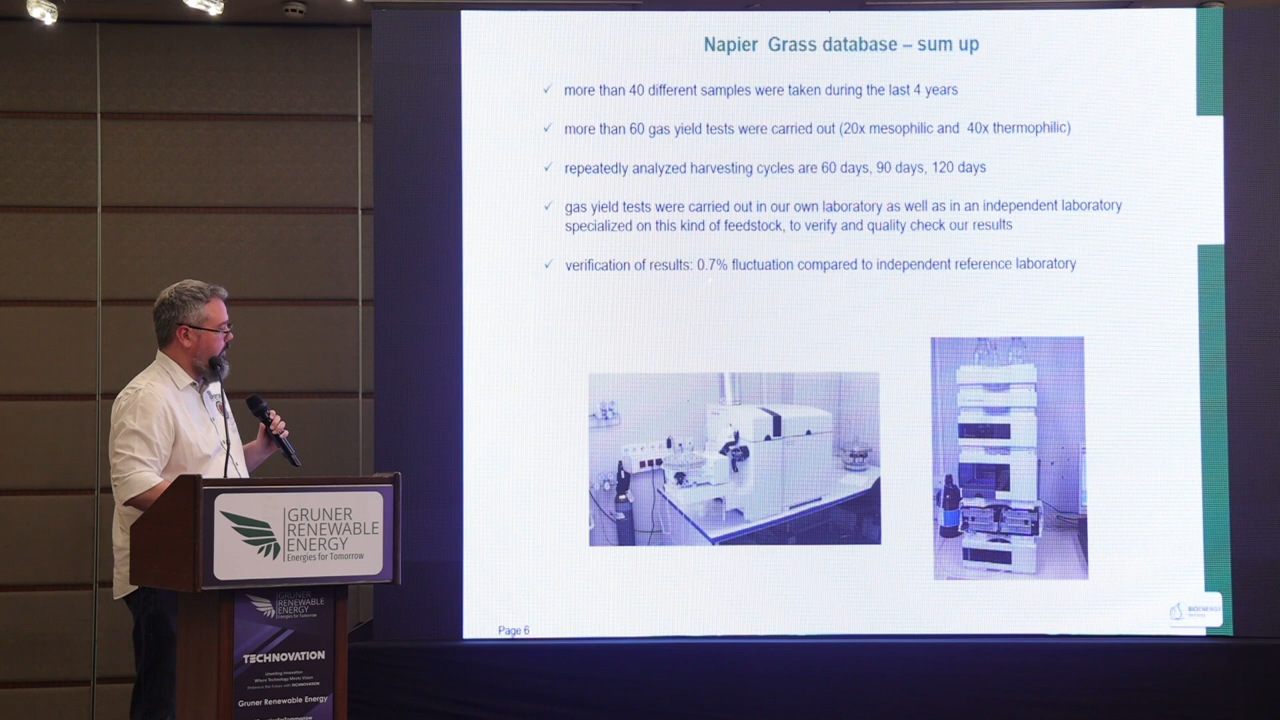 Napier Grass database – sum up
✓ more than 40 different samples were taken during the last 4 years
✓ more than 60 gas yield tests were carried out (20x mesophilic and 40x thermophilic)
✓ repeatedly analyzed harvesting cycles are 60 days, 90 days, 120 days
✓ gas yield tests were carried out in our own laboratory as well as in an independent laboratory
specialized on this kind of feedstock, to verify and quality check our results
✓ verification of results: 0.7% fluctuation compared to independent reference laboratory
Page 6
GRUNER
RENEWABLE
ENERGY
Energies for Tomorrow
GRUNER
RENEWABLE
ENERGY
Energies for Tomorrow
TECHNOVATION
Where Technology Meets Vision
Gruner Renewable Energy